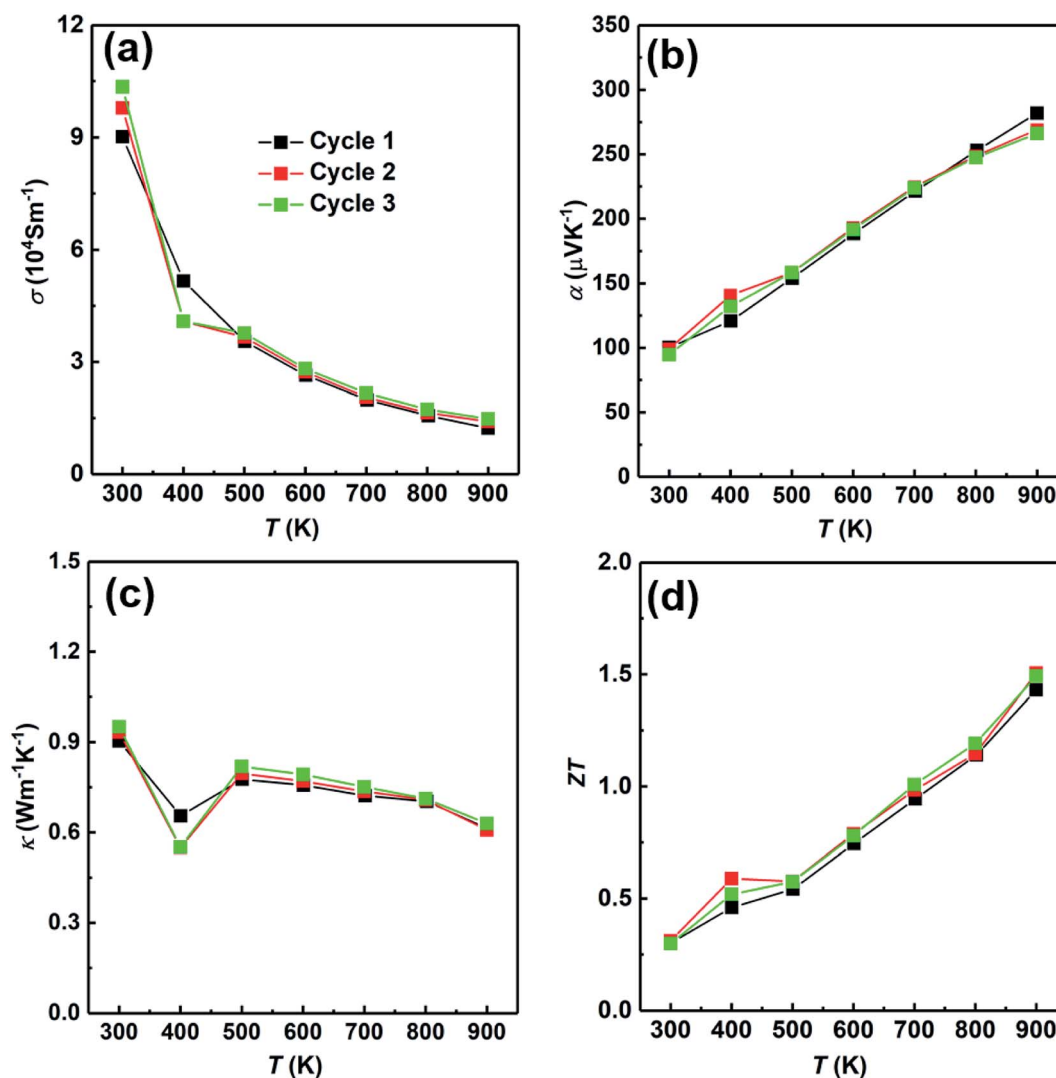 (a)
12
9
6
3
0
σ (10⁴Sm⁻¹)
Cycle 1
Cycle 2
Cycle 3
300 400 500 600 700 800 900
T (K)
(b)
350
300
250
200
150
100
50
0
α (μVK⁻¹)
300 400 500 600 700 800 900
T (K)
(c)
1.5
1.2
0.9
0.6
0.3
0.0
κ (Wm⁻¹K⁻¹)
300 400 500 600 700 800 900
T (K)
(d)
2.0
1.5
1.0
0.5
0.0
ZT
300 400 500 600 700 800 900
T (K)